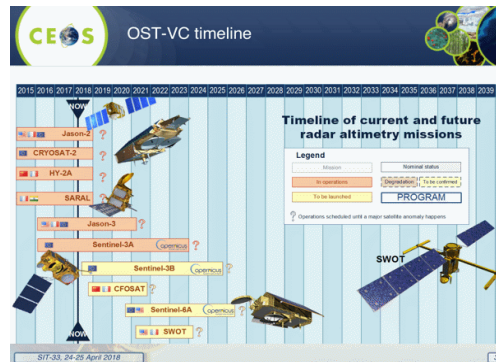 CEOS
OST-VC timeline
2015 2016 2017 2018 2019 2020 2021 2022 2023 2024 2025 2026 2027 2028 2029 2030 2031 2032 2033 2034 2035 2036 2037 2038 2039
NOW
Timeline of current and future
radar altimetry missions
Legend
Mission
Nominal status
In operations
Degradation
To be confirmed
To be launched
PROGRAM
? Operations scheduled until a major satellite anomaly happens
Jason-2 ?
CRYOSAT-2 ?
HY-2A ?
SARAL ?
Jason-3 ?
Sentinel-3A copernicus ?
Sentinel-3B copernicus ?
CFOSAT ?
Sentinel-6A copernicus ?
SWOT ?
SWOT
NOW
SIT-33, 24-25 April 2018